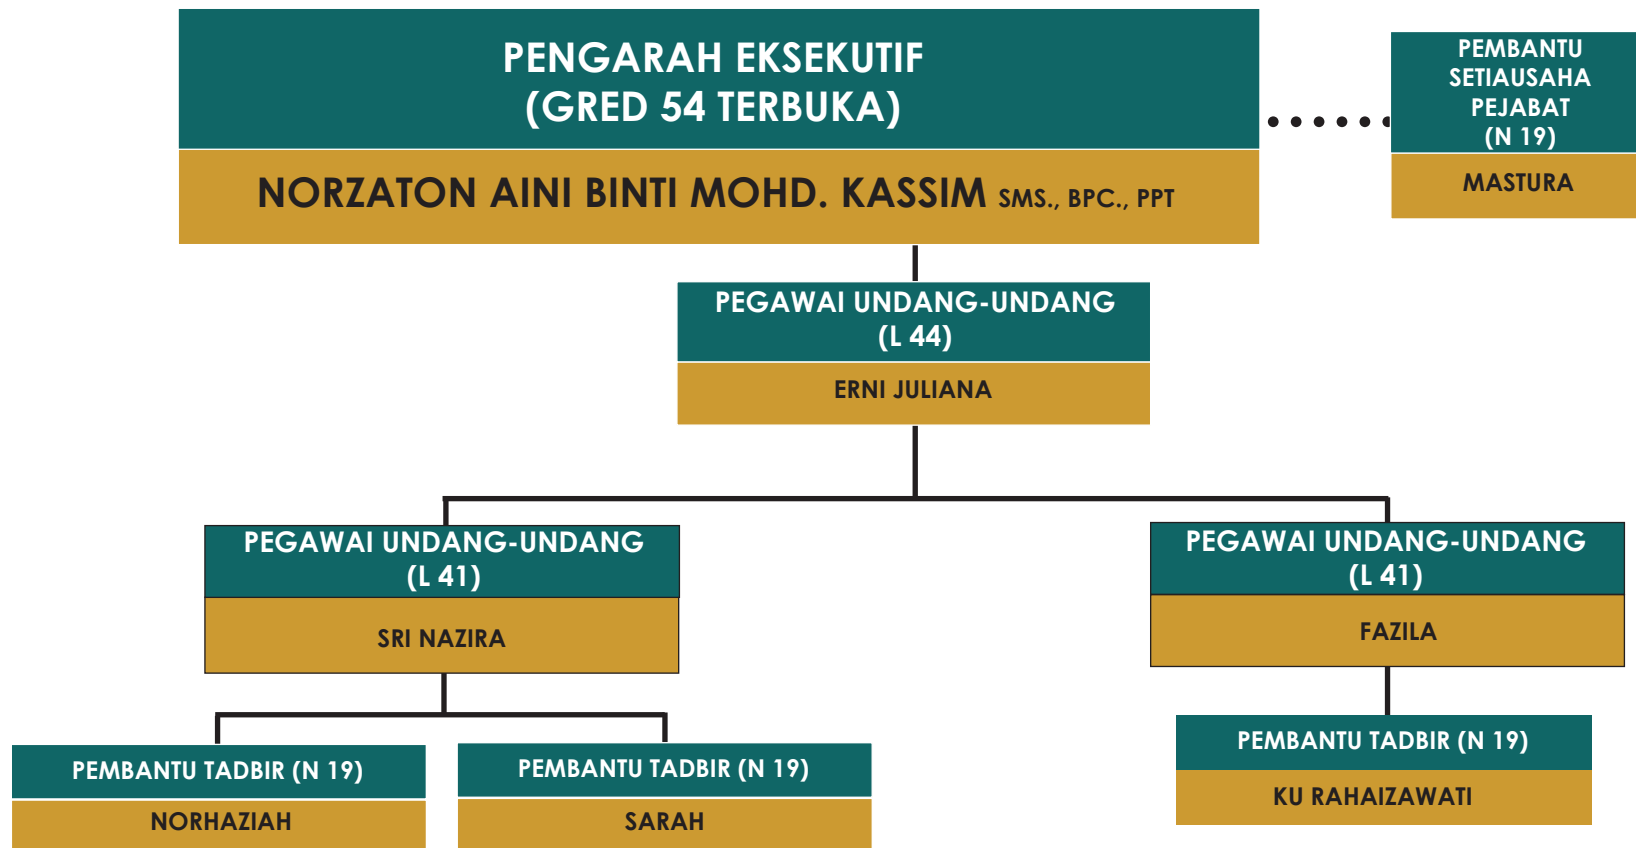 PENGARAH EKSEKUTIF
(GRED 54 TERBUKA)
NORZATON AINI BINTI MOHD. KASSIM SMS., BPC., PPT
PEMBANTU
SETIAUSAHA
PEJABAT
(N 19)
MASTURA
PEGAWAI UNDANG-UNDANG
(L 44)
ERNI JULIANA
PEGAWAI UNDANG-UNDANG
(L 41)
SRI NAZIRA
PEGAWAI UNDANG-UNDANG
(L 41)
FAZILA
PEMBANTU TADBIR (N 19)
NORHAZIAH
PEMBANTU TADBIR (N 19)
SARAH
PEMBANTU TADBIR (N 19)
KU RAHAIZAWATI